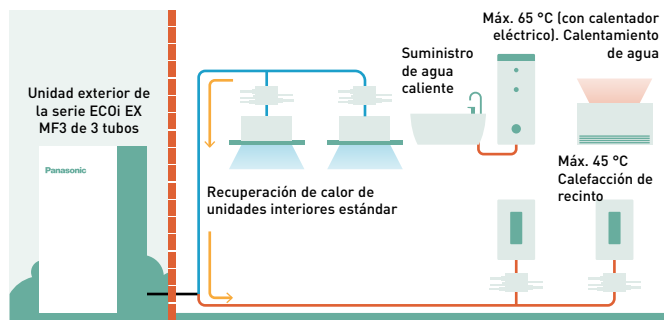 Unidad exterior de
la serie ECOi EX
MF3 de 3 tubos
Panasonic
Recuperación de calor de
unidades interiores estándar
Suministro
de agua
caliente
Máx. 65 °C (con calentador
eléctrico). Calentamiento
de agua
Máx. 45 °C
Calefacción de
recinto